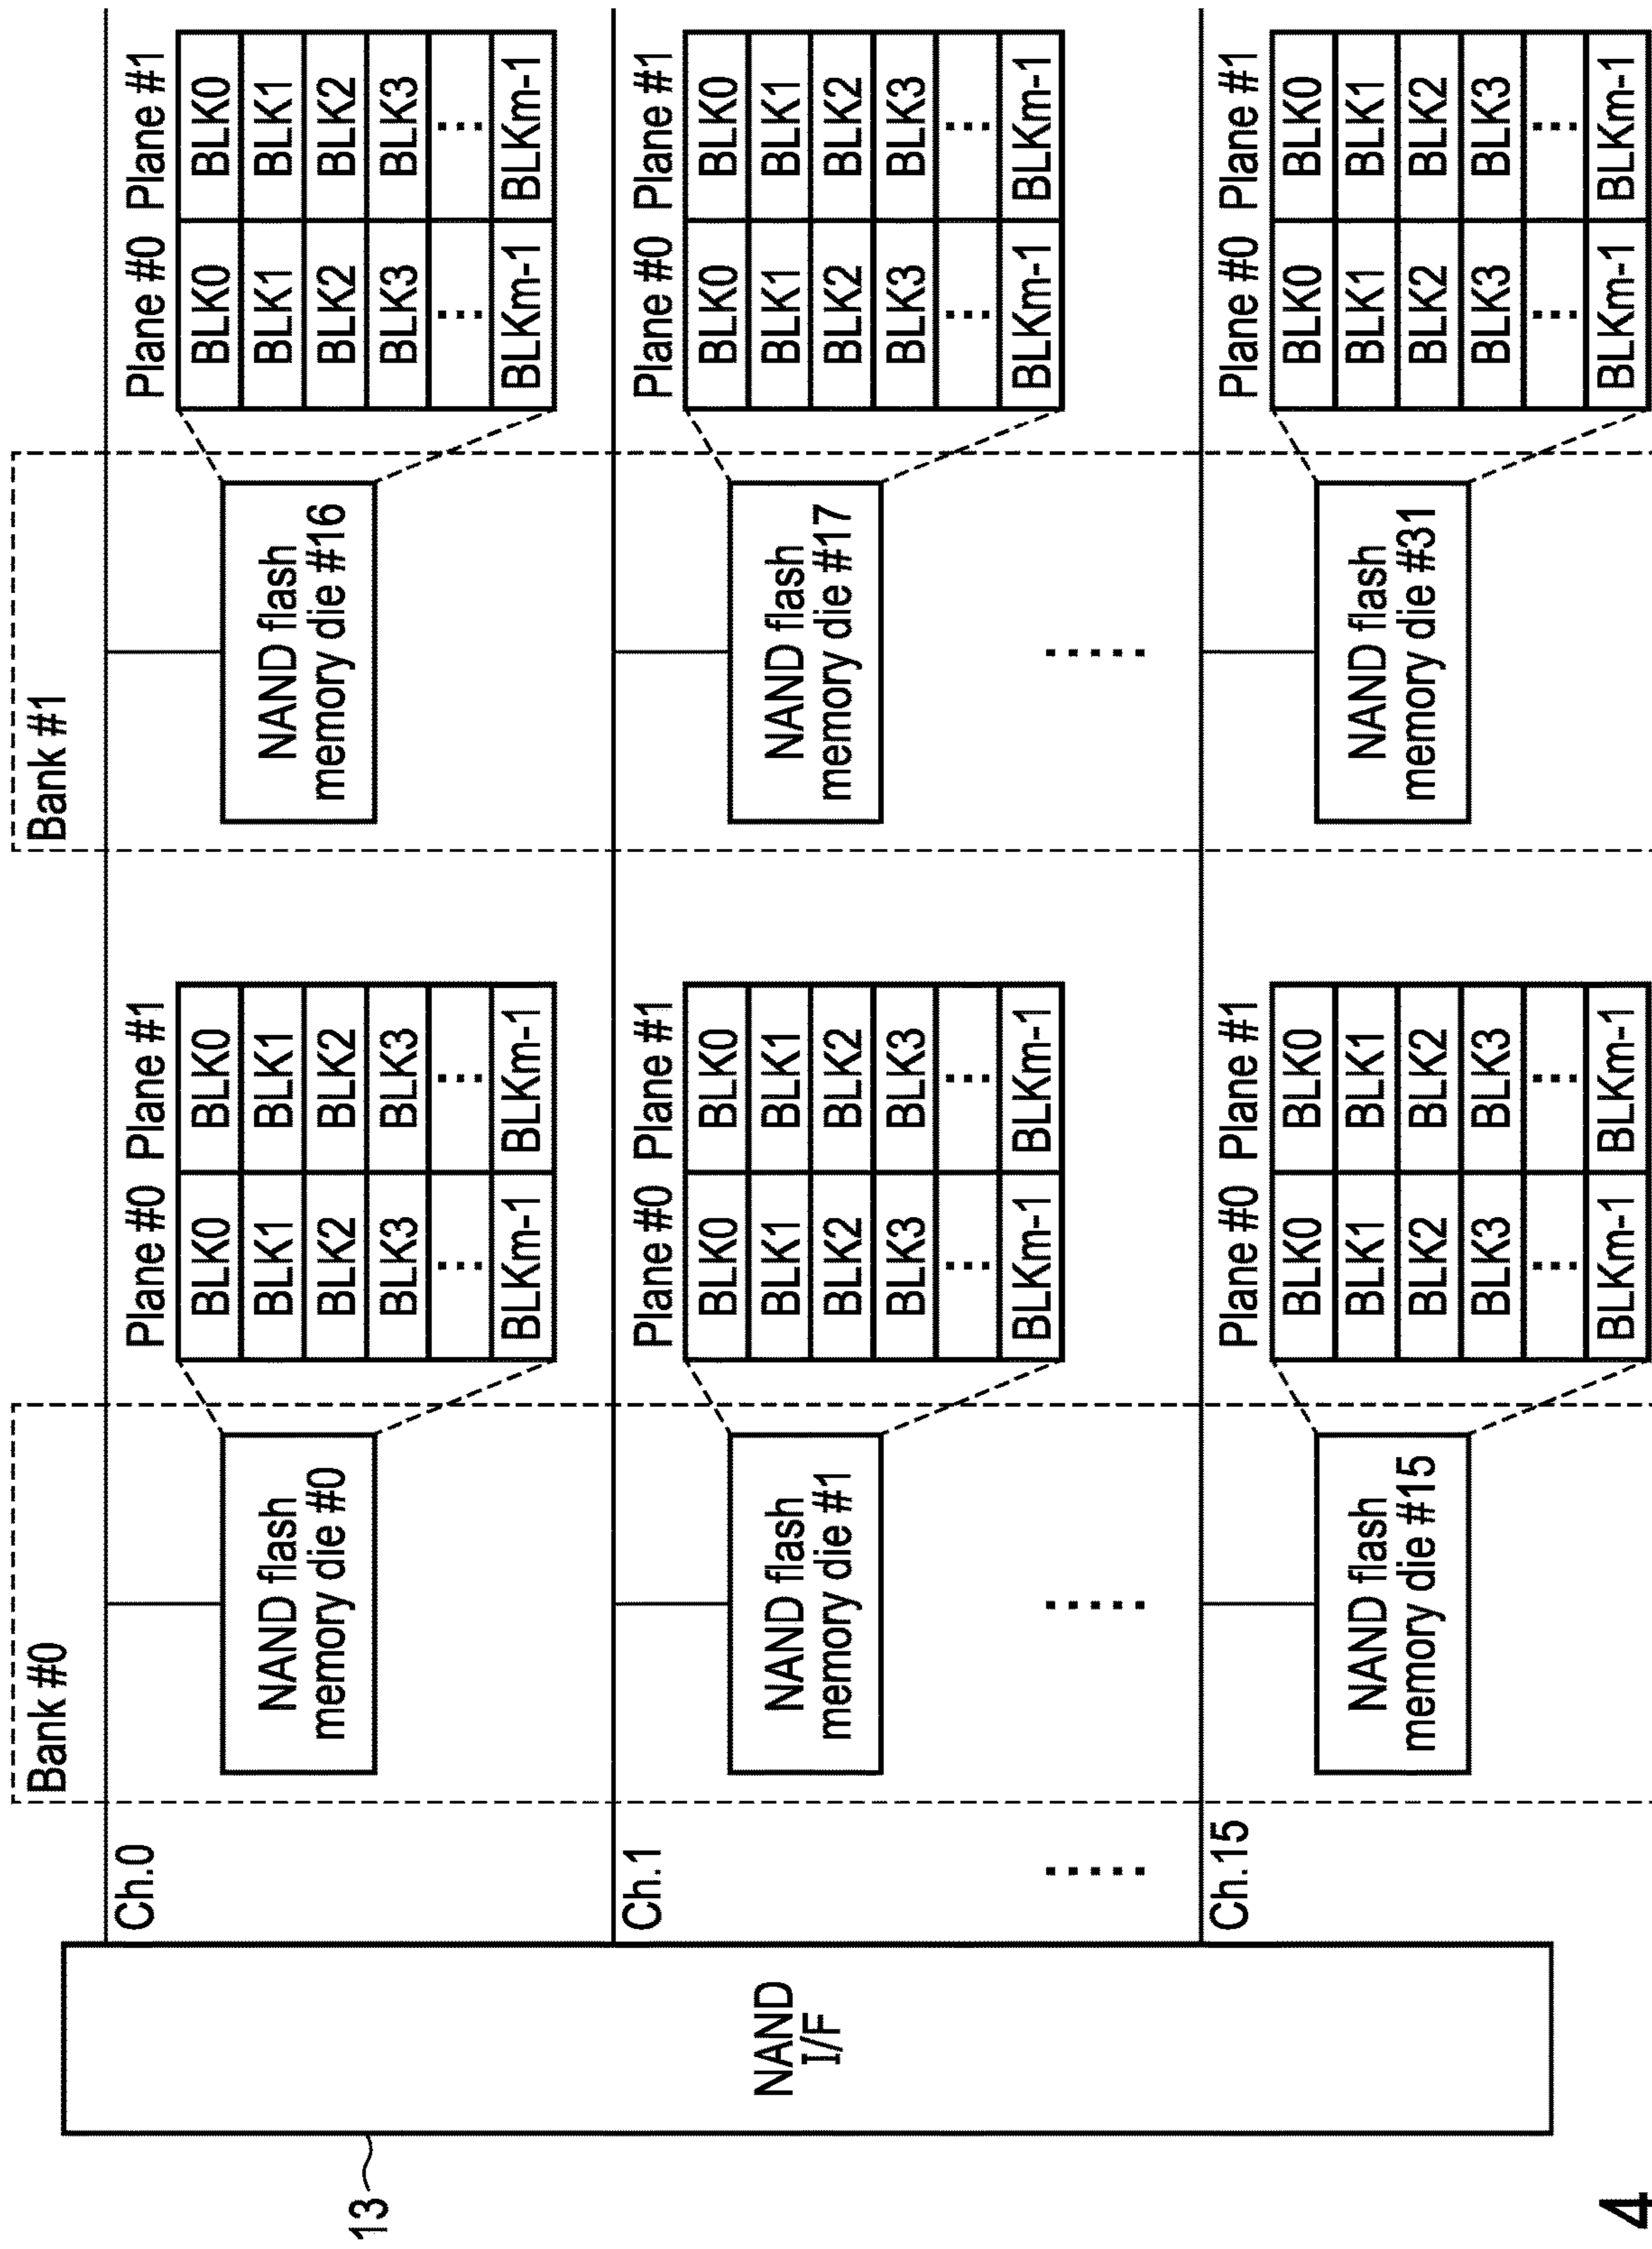 Bank #0
Bank #1
Ch.0
NAND flash
memory die #0
Plane #0 Plane #1
BLK0 BLK0
BLK1 BLK1
BLK2 BLK2
BLK3 BLK3
... ...
BLKm-1 BLKm-1
NAND flash
memory die #16
Plane #0 Plane #1
BLK0 BLK0
BLK1 BLK1
BLK2 BLK2
BLK3 BLK3
... ...
BLKm-1 BLKm-1
13
NAND
I/F
Ch.1
NAND flash
memory die #1
Plane #0 Plane #1
BLK0 BLK0
BLK1 BLK1
BLK2 BLK2
BLK3 BLK3
... ...
BLKm-1 BLKm-1
NAND flash
memory die #17
Plane #0 Plane #1
BLK0 BLK0
BLK1 BLK1
BLK2 BLK2
BLK3 BLK3
... ...
BLKm-1 BLKm-1
..... ..... .....
Ch.15
NAND flash
memory die #15
Plane #0 Plane #1
BLK0 BLK0
BLK1 BLK1
BLK2 BLK2
BLK3 BLK3
... ...
BLKm-1 BLKm-1
NAND flash
memory die #31
Plane #0 Plane #1
BLK0 BLK0
BLK1 BLK1
BLK2 BLK2
BLK3 BLK3
... ...
BLKm-1 BLKm-1
4